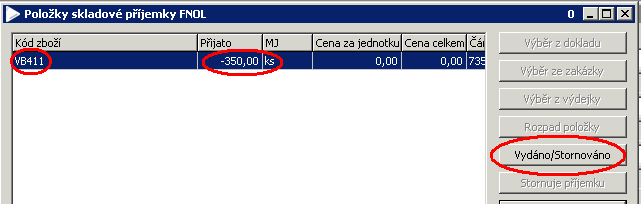 Položky skladové příjemky FNOL 0
Kód zboží Přijato MJ Cena za jednotku Cena celkem Čár
VB411 -350,00 ks 0,00 0,00 735
Výběr z dokladu
Výběr ze zakázky
Výběr z výdejky
Rozpad položky
Vydáno/Stornováno
Stornuje příjemku